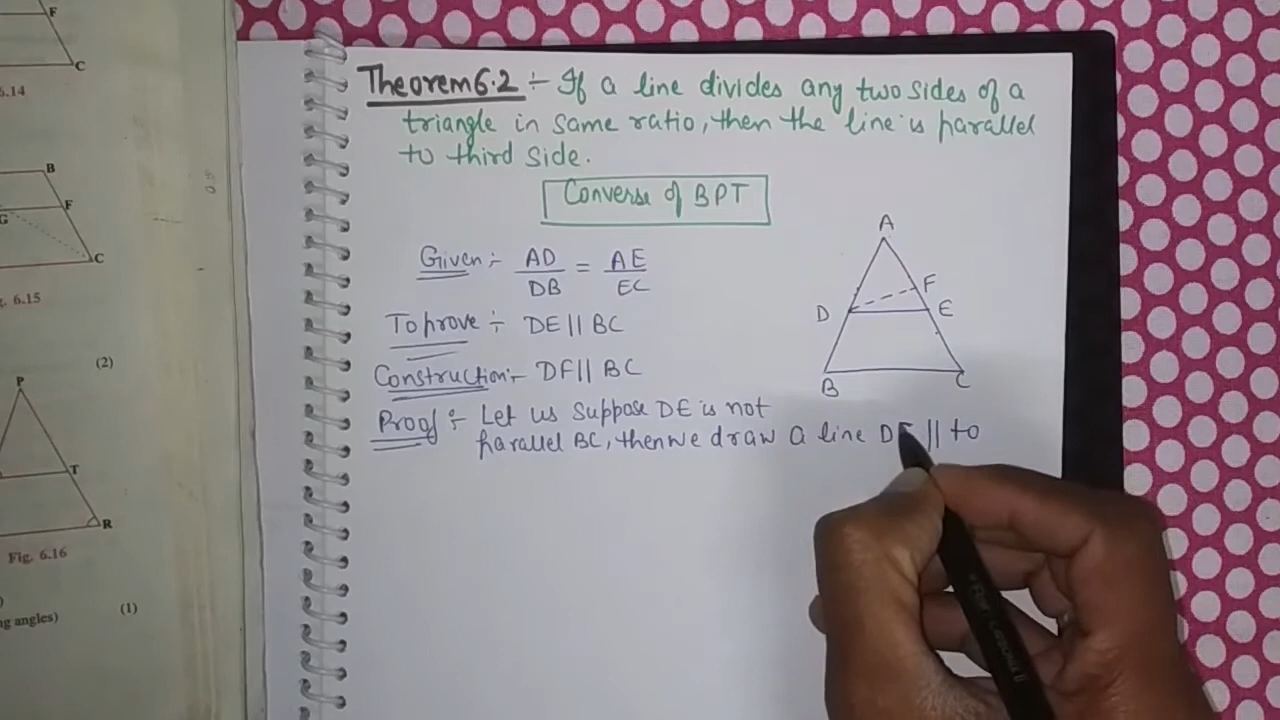 F
C
6.14
B
F
G
C
g. 6.15
(2)
P
T
R
Fig. 6.16
(1)
ng angles)
Theorem 6.2 :- If a line divides any two sides of a
triangle in same ratio, then the line is parallel
to third side.
Converse of BPT
Given :- AD/DB = AE/EC
To prove :- DE || BC
Construction:- DF || BC
Proof :- Let us suppose DE is not
parallel BC, then we draw a line DF || to
A
F
D
E
B
C